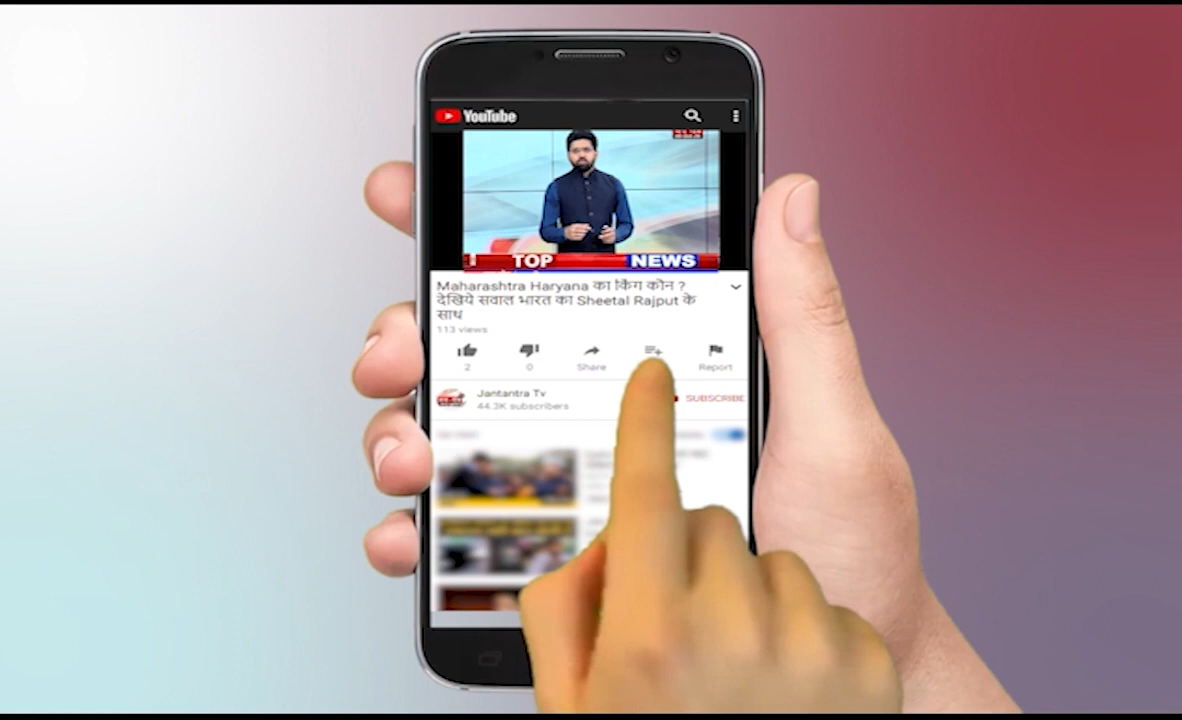 YouTube
TOP NEWS
Maharashtra Haryana का किंग कौन ?
देखिये सवाल भारत का Sheetal Rajput के
साथ
113 views
2 0 Share Report
Jantantra Tv SUBSCRIBE
44.3K subscribers